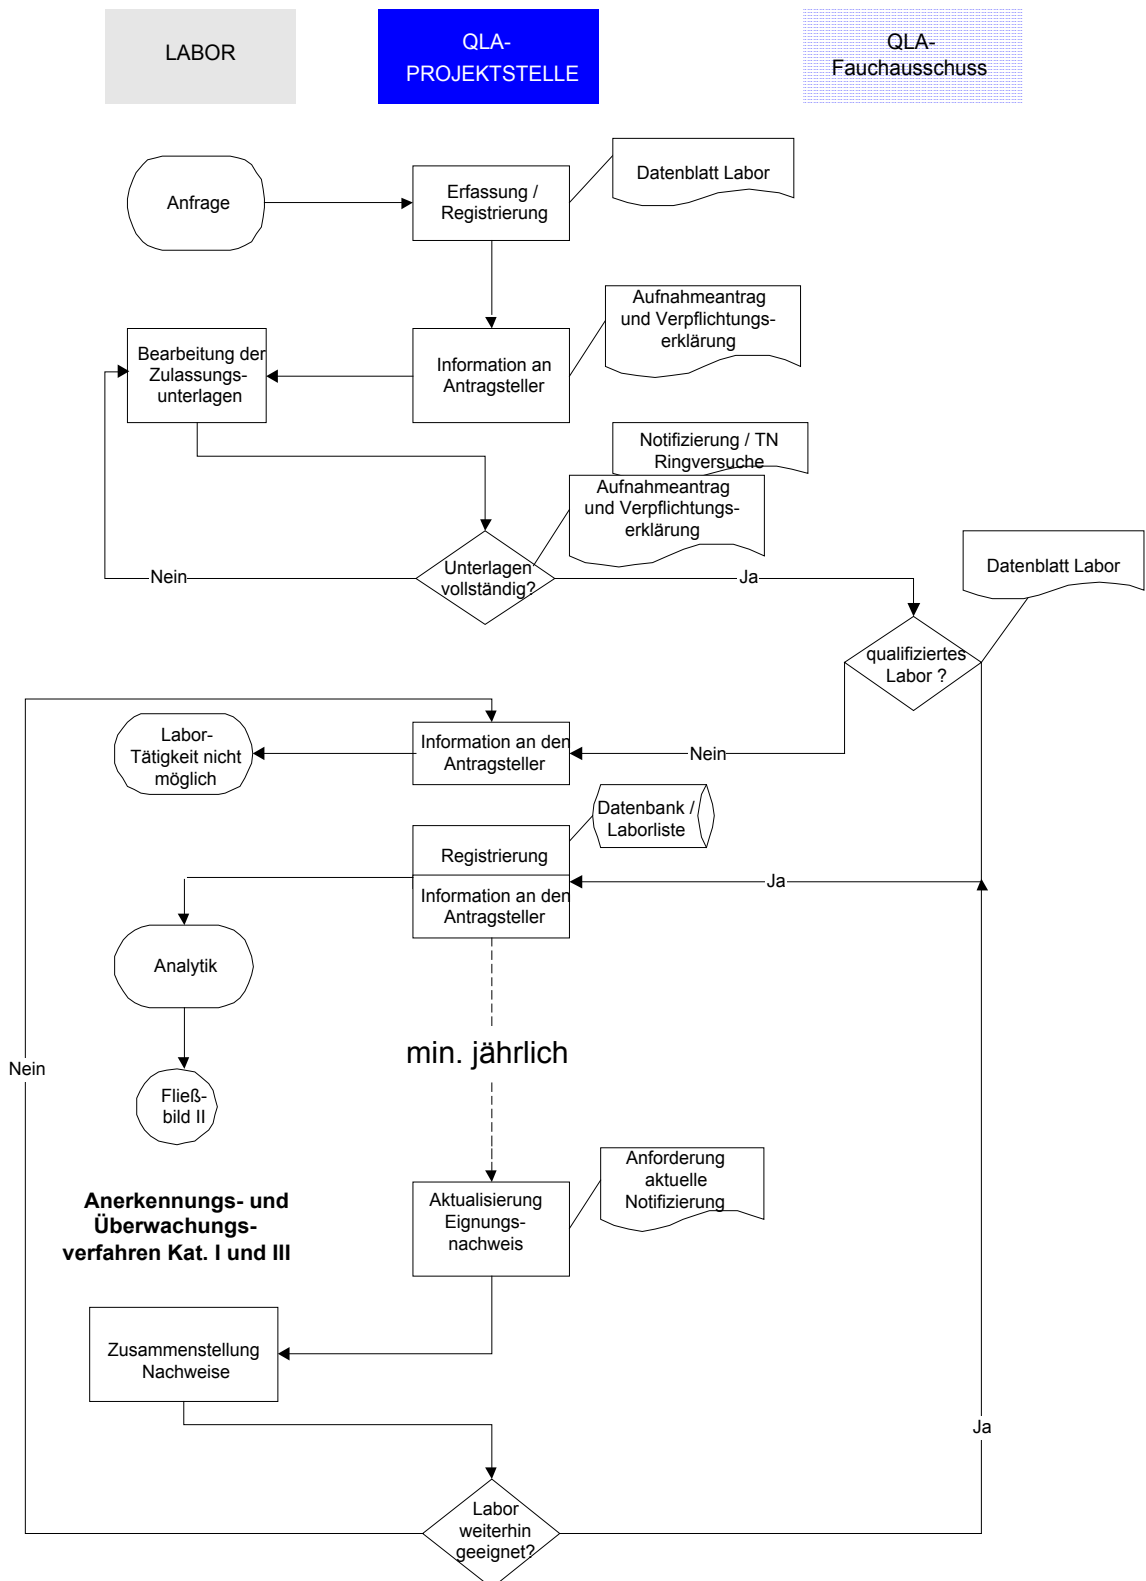 LABOR
QLA-
PROJEKTSTELLE
QLA-
Fauchausschuss
Anfrage
Erfassung /
Registrierung
Datenblatt Labor
Aufnahmeantrag
und Verpflichtungs-
erklärung
Bearbeitung der
Zulassungs-
unterlagen
Information an
Antragsteller
Notifizierung / TN
Ringversuche
Aufnahmeantrag
und Verpflichtungs-
erklärung
Nein
Unterlagen
vollständig?
Ja
Datenblatt Labor
qualifiziertes
Labor ?
Labor-
Tätigkeit nicht
möglich
Information an den
Antragsteller
Nein
Datenbank /
Laborliste
Registrierung
Information an den
Antragsteller
Ja
Analytik
min. jährlich
Nein
Fließ-
bild II
Anforderung
aktuelle
Notifizierung
Anerkennungs- und
Überwachungs-
verfahren Kat. I und III
Aktualisierung
Eignungs-
nachweis
Zusammenstellung
Nachweise
Ja
Labor
weiterhin
geeignet?